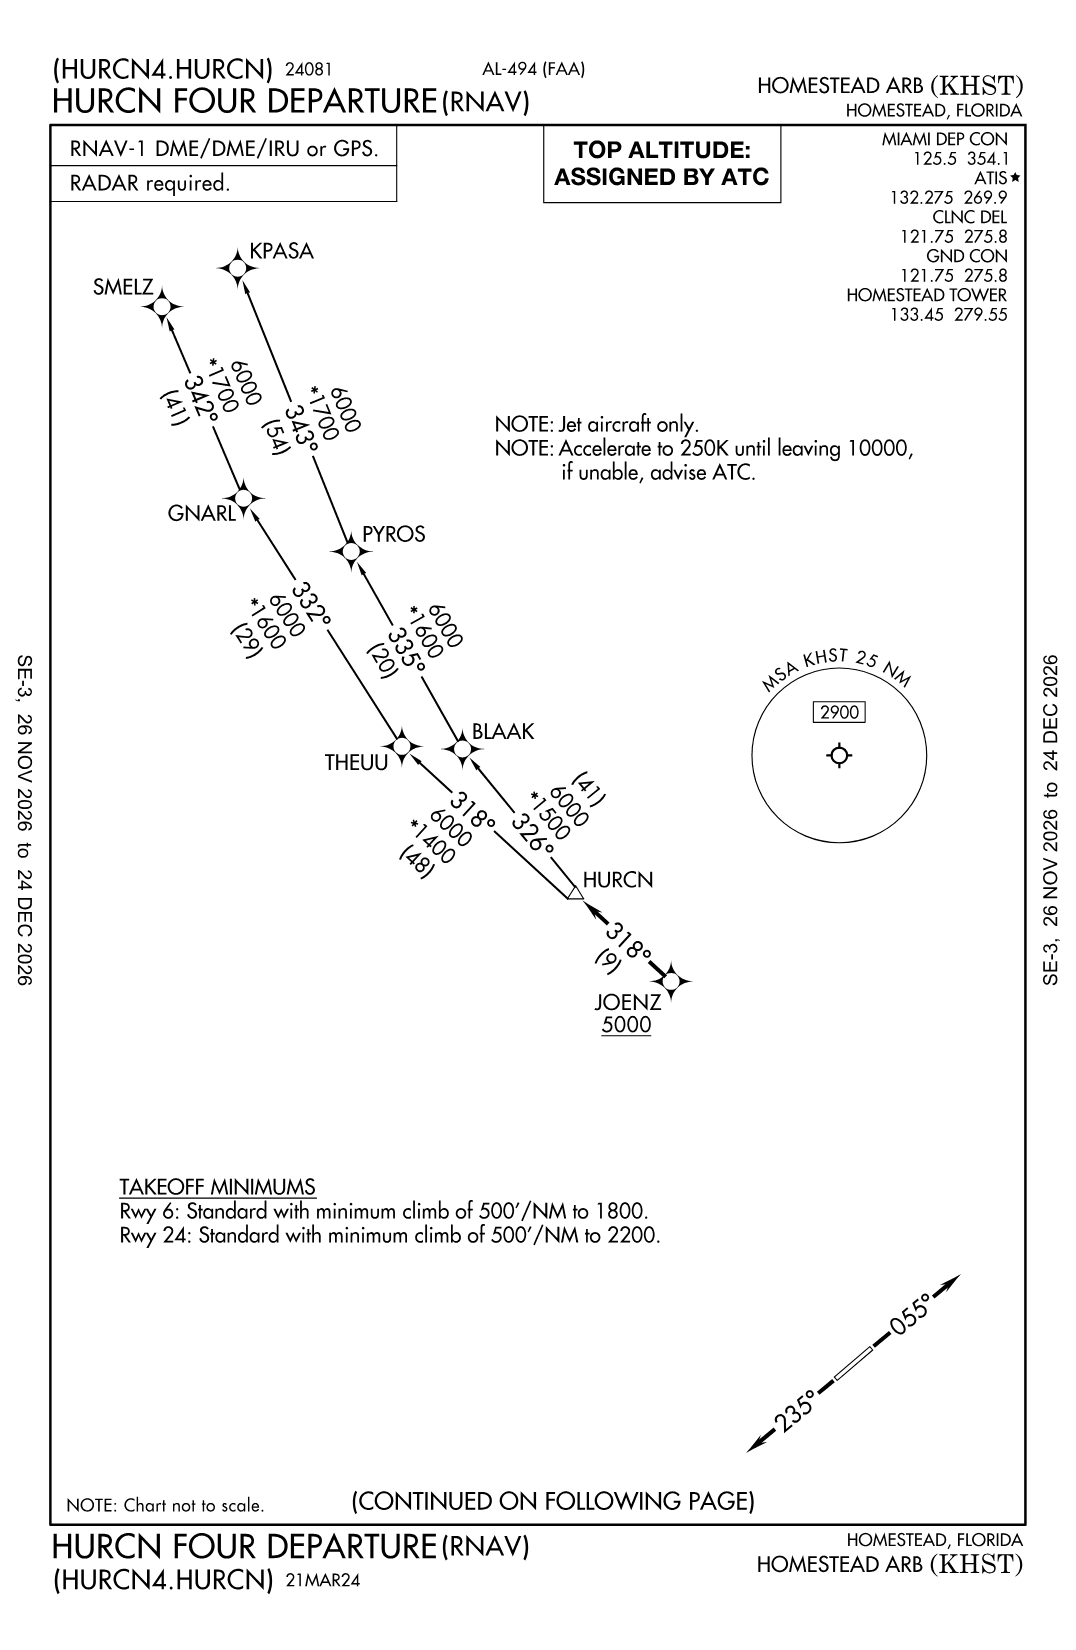 (HURCN4.HURCN) 24081
AL-494 (FAA)
HURCN FOUR DEPARTURE (RNAV)
HOMESTEAD ARB (KHST)
HOMESTEAD, FLORIDA
RNAV-1 DME/DME/IRU or GPS.
RADAR required.
TOP ALTITUDE:
ASSIGNED BY ATC
MIAMI DEP CON
125.5 354.1
ATIS★
132.275 269.9
CLNC DEL
121.75 275.8
GND CON
121.75 275.8
HOMESTEAD TOWER
133.45 279.55
KPASA
SMELZ
6000
*1700
342°
(41)
6000
*1700
343°
(54)
NOTE: Jet aircraft only.
NOTE: Accelerate to 250K until leaving 10000,
if unable, advise ATC.
GNARL
PYROS
332°
6000
*1600
(29)
6000
*1600
335°
(20)
MSA KHST 25 NM
2900
BLAAK
THEUU
318°
6000
*1400
(48)
(41)
6000
*1500
326°
HURCN
318°
(9)
JOENZ
5000
SE-3, 26 NOV 2026 to 24 DEC 2026
SE-3, 26 NOV 2026 to 24 DEC 2026
TAKEOFF MINIMUMS
Rwy 6: Standard with minimum climb of 500'/NM to 1800.
Rwy 24: Standard with minimum climb of 500'/NM to 2200.
055°
235°
NOTE: Chart not to scale.
(CONTINUED ON FOLLOWING PAGE)
HURCN FOUR DEPARTURE (RNAV)
(HURCN4.HURCN) 21MAR24
HOMESTEAD, FLORIDA
HOMESTEAD ARB (KHST)